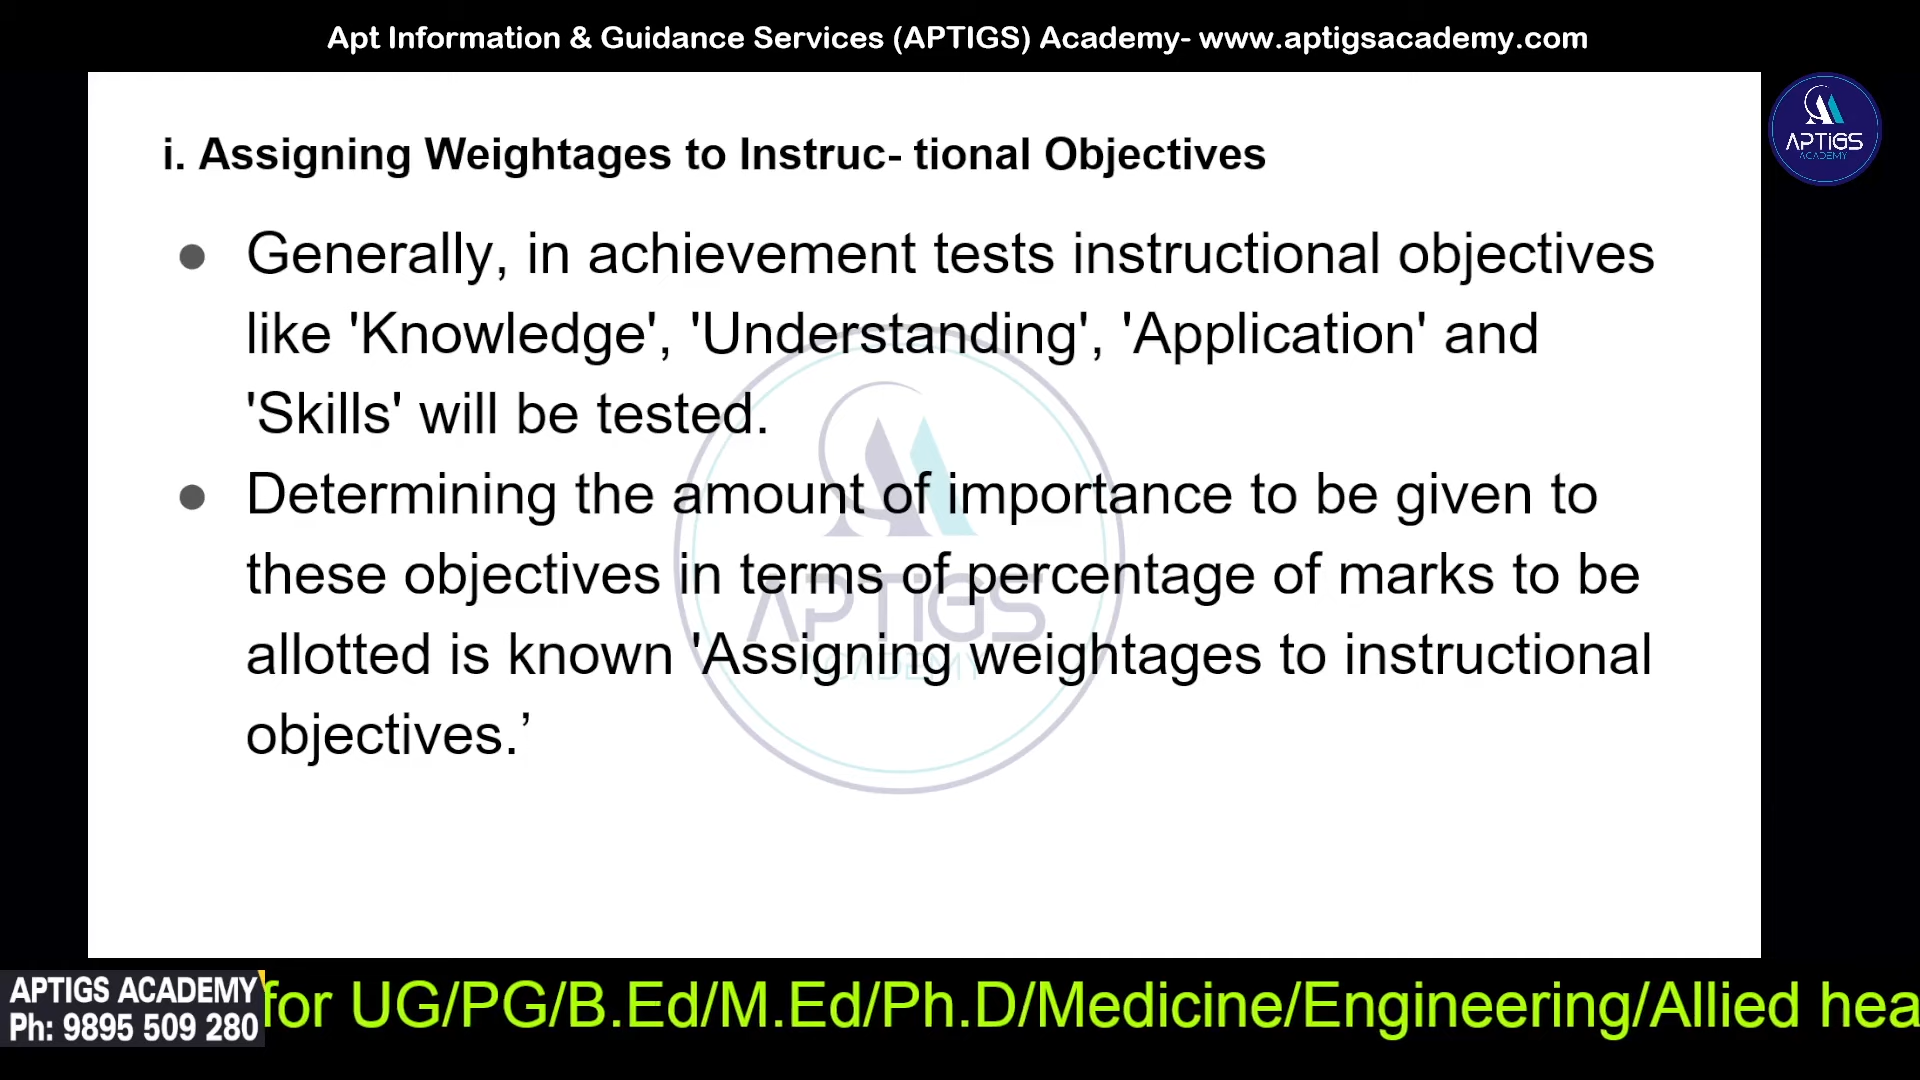 Apt Information & Guidance Services (APTIGS) Academy- www.aptigsacademy.com
APTIGS
ACADEMY
i. Assigning Weightages to Instruc- tional Objectives
● Generally, in achievement tests instructional objectives
like 'Knowledge', 'Understanding', 'Application' and
'Skills' will be tested.
● Determining the amount of importance to be given to
these objectives in terms of percentage of marks to be
allotted is known 'Assigning weightages to instructional
objectives.’
APTIGS
ACADEMY
APTIGS ACADEMY
Ph: 9895 509 280
for UG/PG/B.Ed/M.Ed/Ph.D/Medicine/Engineering/Allied hea